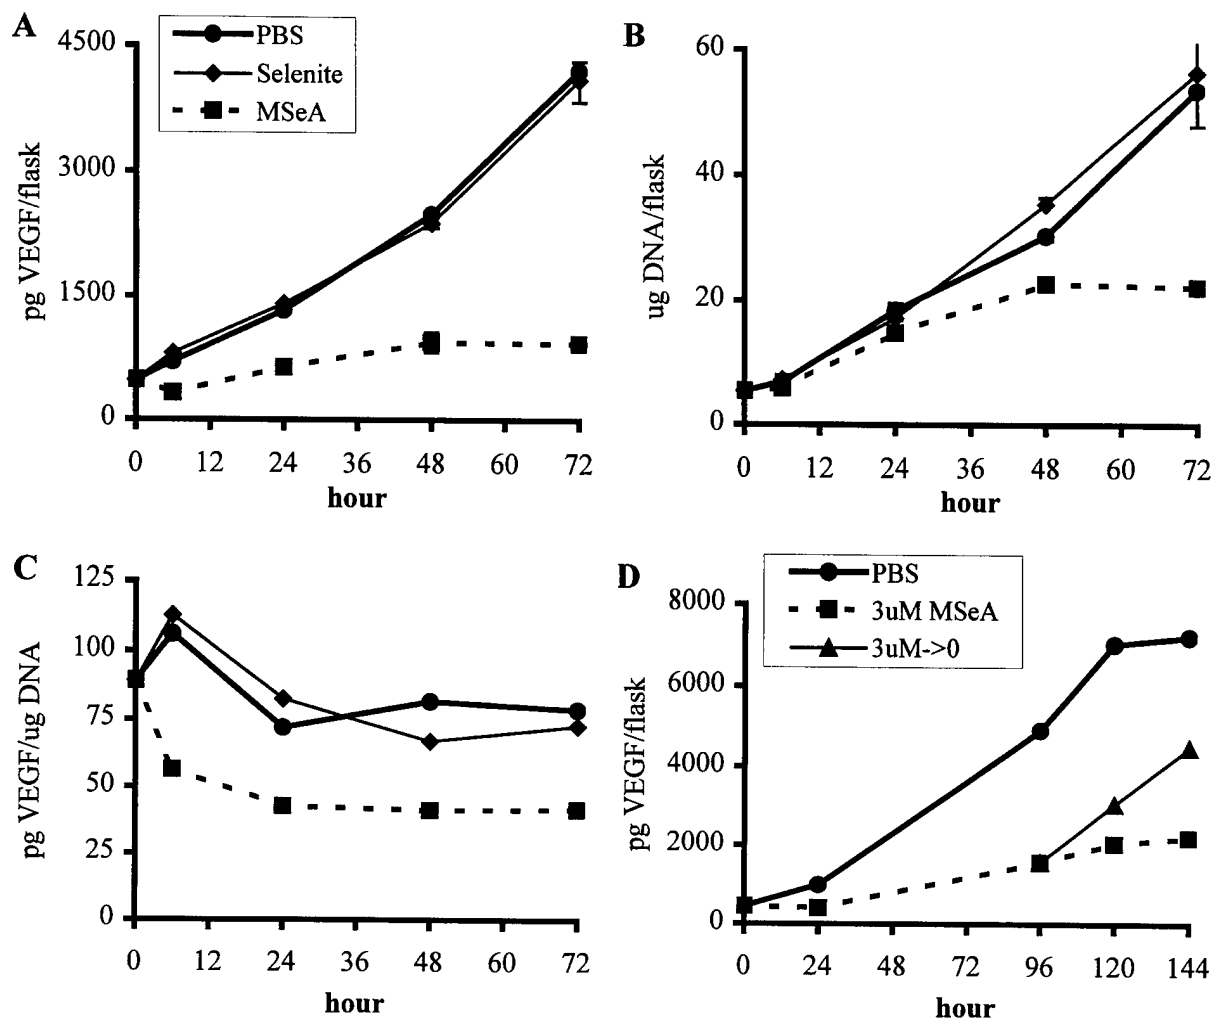 A
PBS
Selenite
MSeA
pg VEGF/flask
4500
3000
1500
0
0 12 24 36 48 60 72
hour
B
ug DNA/flask
60
40
20
0
0 12 24 36 48 60 72
hour
C
pg VEGF/ug DNA
125
100
75
50
25
0
0 12 24 36 48 60 72
hour
D
PBS
3uM MSeA
3uM->0
pg VEGF/flask
8000
6000
4000
2000
0
0 24 48 72 96 120 144
hour